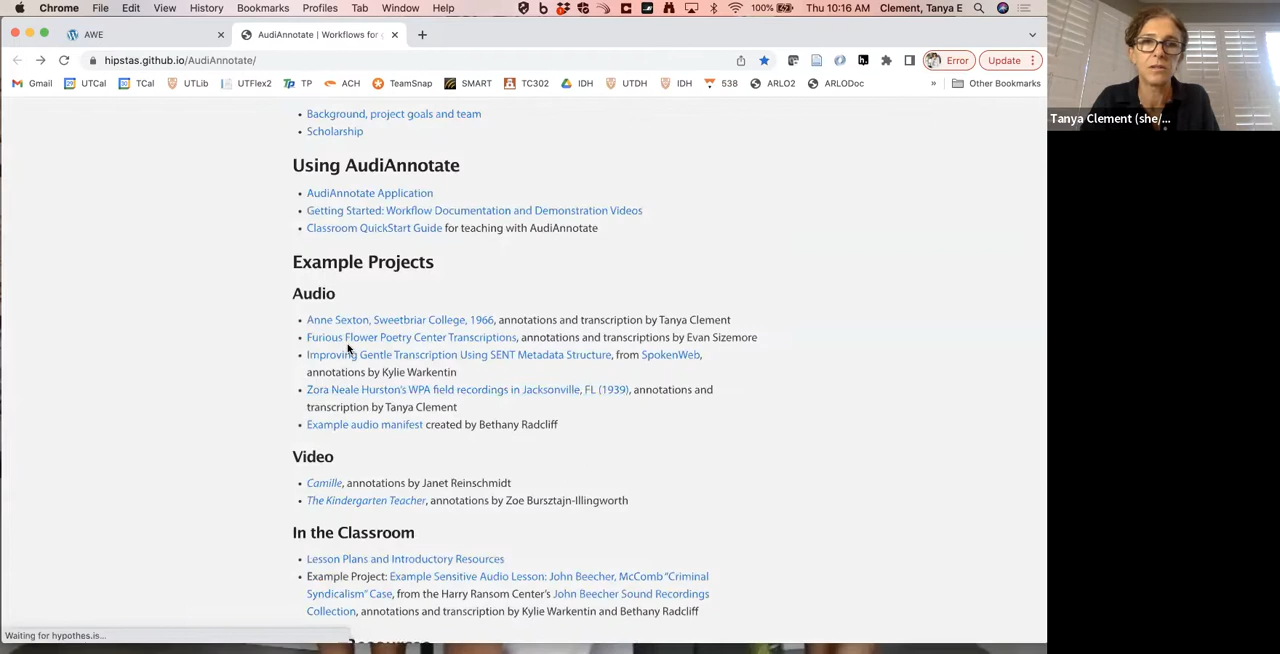 Chrome File Edit View History Bookmarks Profiles Tab Window Help 100% Thu 10:16 AM Clement, Tanya E
AWE
AudiAnnotate | Workflows for
hipstas.github.io/AudiAnnotate/ Error Update
Gmail UTCal TCal UTLib UTFlex2 TP ACH TeamSnap SMART TC302 IDH UTDH IDH 538 ARLO2 ARLODoc » Other Bookmarks
Tanya Clement (she/...
• Background, project goals and team
• Scholarship
Using AudiAnnotate
• AudiAnnotate Application
• Getting Started: Workflow Documentation and Demonstration Videos
• Classroom QuickStart Guide for teaching with AudiAnnotate
Example Projects
Audio
• Anne Sexton, Sweetbriar College, 1966, annotations and transcription by Tanya Clement
• Furious Flower Poetry Center Transcriptions, annotations and transcriptions by Evan Sizemore
• Improving Gentle Transcription Using SENT Metadata Structure, from SpokenWeb,
annotations by Kylie Warkentin
• Zora Neale Hurston's WPA field recordings in Jacksonville, FL (1939), annotations and
transcription by Tanya Clement
• Example audio manifest created by Bethany Radcliff
Video
• Camille, annotations by Janet Reinschmidt
• The Kindergarten Teacher, annotations by Zoe Bursztajn-Illingworth
In the Classroom
• Lesson Plans and Introductory Resources
• Example Project: Example Sensitive Audio Lesson: John Beecher, McComb "Criminal
Syndicalism" Case, from the Harry Ransom Center's John Beecher Sound Recordings
Collection, annotations and transcription by Kylie Warkentin and Bethany Radcliff
Waiting for hypothes.is...